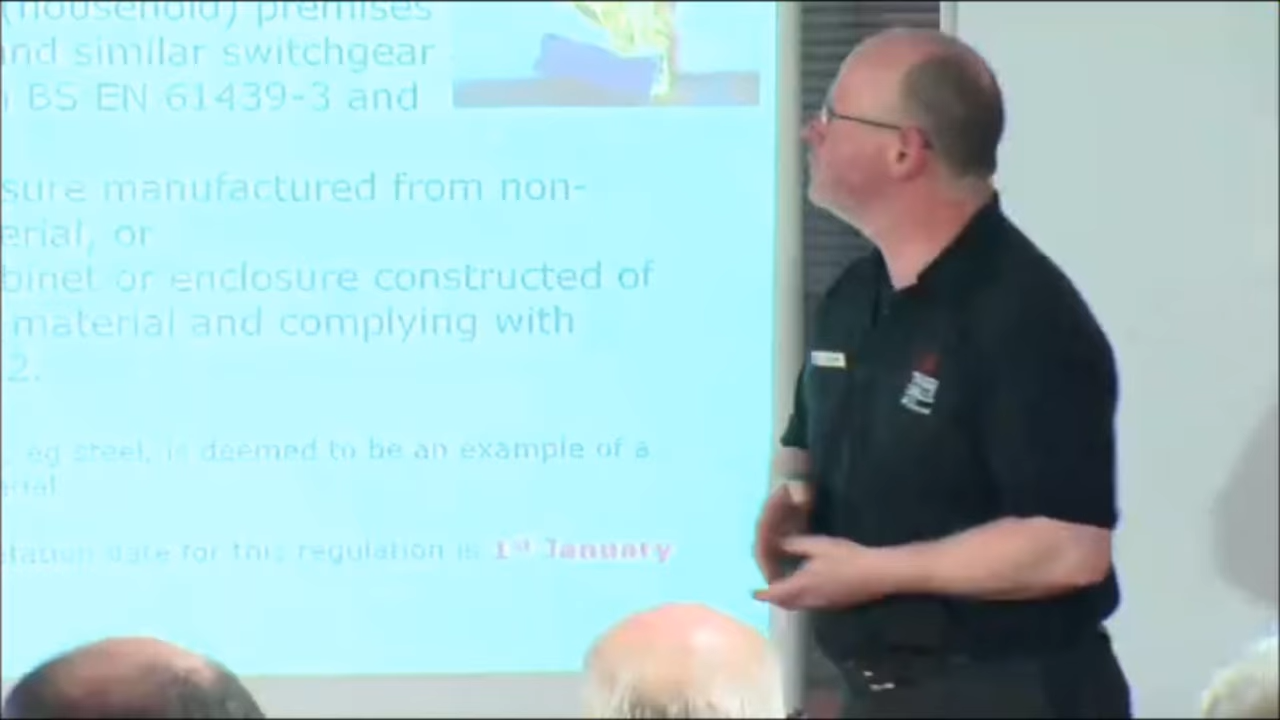 (household) premises
and similar switchgear
BS EN 61439-3 and
sure manufactured from non-
erial, or
binet or enclosure constructed of
material and complying with
2.
eg steel, is deemed to be an example of a
erial
tation date for this regulation is 1st January